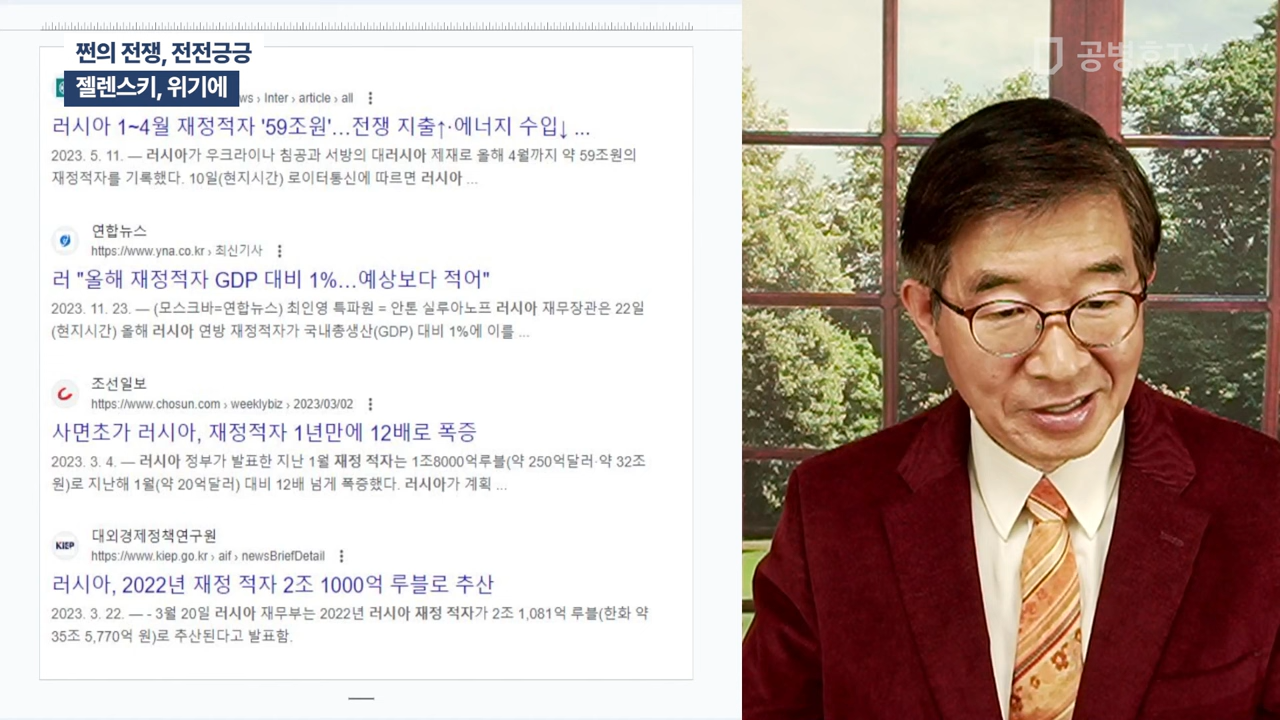 쩐의 전쟁, 전전긍긍
젤렌스키, 위기에
공병호TV
ws › Inter › article › all
러시아 1~4월 재정적자 '59조원'...전쟁 지출↑·에너지 수입↓ ...
2023. 5. 11. — 러시아가 우크라이나 침공과 서방의 대러시아 제재로 올해 4월까지 약 59조원의
재정적자를 기록했다. 10일(현지시간) 로이터통신에 따르면 러시아 ...
연합뉴스
https://www.yna.co.kr › 최신기사
러 "올해 재정적자 GDP 대비 1%...예상보다 적어"
2023. 11. 23. — (모스크바=연합뉴스) 최인영 특파원 = 안톤 실루아노프 러시아 재무장관은 22일
(현지시간) 올해 러시아 연방 재정적자가 국내총생산(GDP) 대비 1%에 이를 ...
조선일보
https://www.chosun.com › weeklybiz › 2023/03/02
사면초가 러시아, 재정적자 1년만에 12배로 폭증
2023. 3. 4. — 러시아 정부가 발표한 지난 1월 재정 적자는 1조8000억루블(약 250억달러·약 32조
원)로 지난해 1월(약 20억달러) 대비 12배 넘게 폭증했다. 러시아가 계획 ...
KIEP
대외경제정책연구원
https://www.kiep.go.kr › aif › newsBriefDetail
러시아, 2022년 재정 적자 2조 1000억 루블로 추산
2023. 3. 22. — - 3월 20일 러시아 재무부는 2022년 러시아 재정 적자가 2조 1,081억 루블(한화 약
35조 5,770억 원)로 추산된다고 발표함.